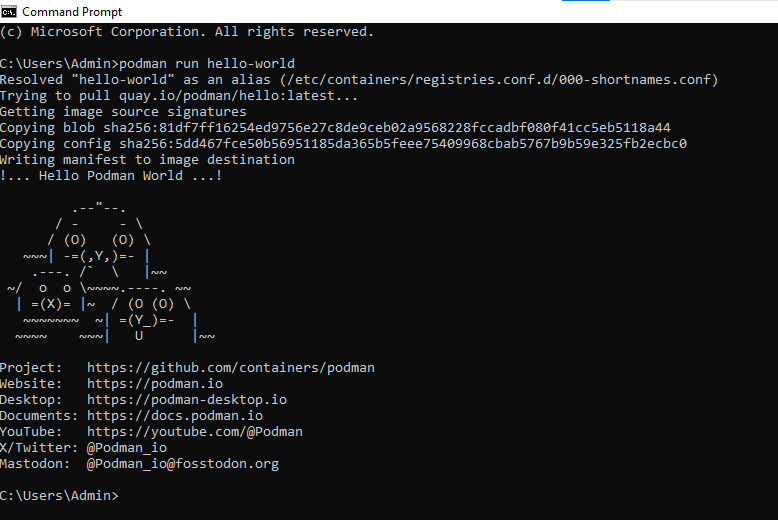 Command Prompt
(c) Microsoft Corporation. All rights reserved.

C:\Users\Admin>podman run hello-world
Resolved "hello-world" as an alias (/etc/containers/registries.conf.d/000-shortnames.conf)
Trying to pull quay.io/podman/hello:latest...
Getting image source signatures
Copying blob sha256:81df7ff16254ed9756e27c8de9ceb02a9568228fccadbf080f41cc5eb5118a44
Copying config sha256:5dd467fce50b56951185da365b5feee75409968cbab5767b9b59e325fb2ecbc0
Writing manifest to image destination
!... Hello Podman World ...!

         .--"--.
       / -     - \
      / (O)   (O) \
   ~~~| -=(,Y,)=- |
    .---. /`  \   |~~
 ~/  o  o \~~~~.----. ~~
  | =(X)= |~  / (O (O) \
   ~~~~~~~  ~| =(Y_)=-  |
  ~~~~    ~~~|   U      |~~

Project:   https://github.com/containers/podman
Website:   https://podman.io
Desktop:   https://podman-desktop.io
Documents: https://docs.podman.io
YouTube:   https://youtube.com/@Podman
X/Twitter: @Podman_io
Mastodon:  @Podman_io@fosstodon.org

C:\Users\Admin>